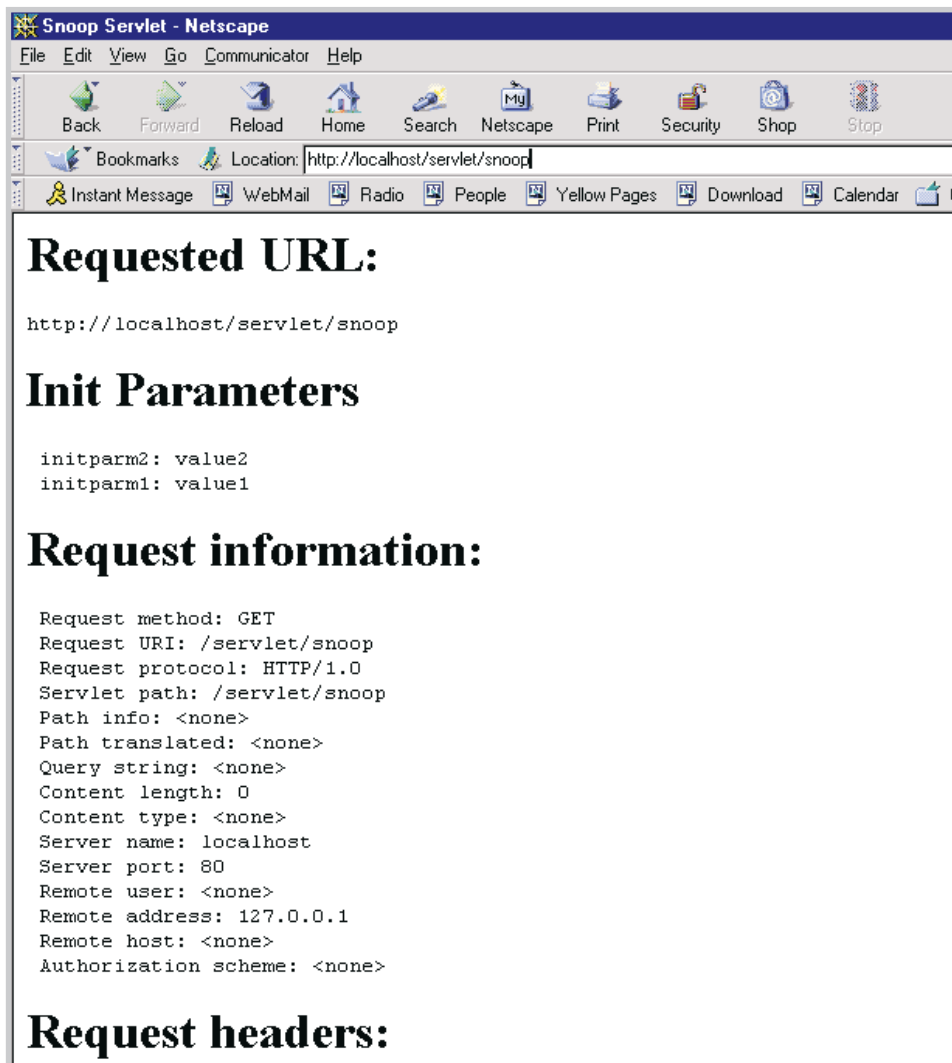 Snoop Servlet - Netscape
File Edit View Go Communicator Help
Back Forward Reload Home Search Netscape Print Security Shop Stop
My
Bookmarks Location: http://localhost/servlet/snoop
Instant Message WebMail Radio People Yellow Pages Download Calendar
Requested URL:
http://localhost/servlet/snoop
Init Parameters
initparm2: value2
initparm1: value1
Request information:
Request method: GET
Request URI: /servlet/snoop
Request protocol: HTTP/1.0
Servlet path: /servlet/snoop
Path info: <none>
Path translated: <none>
Query string: <none>
Content length: 0
Content type: <none>
Server name: localhost
Server port: 80
Remote user: <none>
Remote address: 127.0.0.1
Remote host: <none>
Authorization scheme: <none>
Request headers: